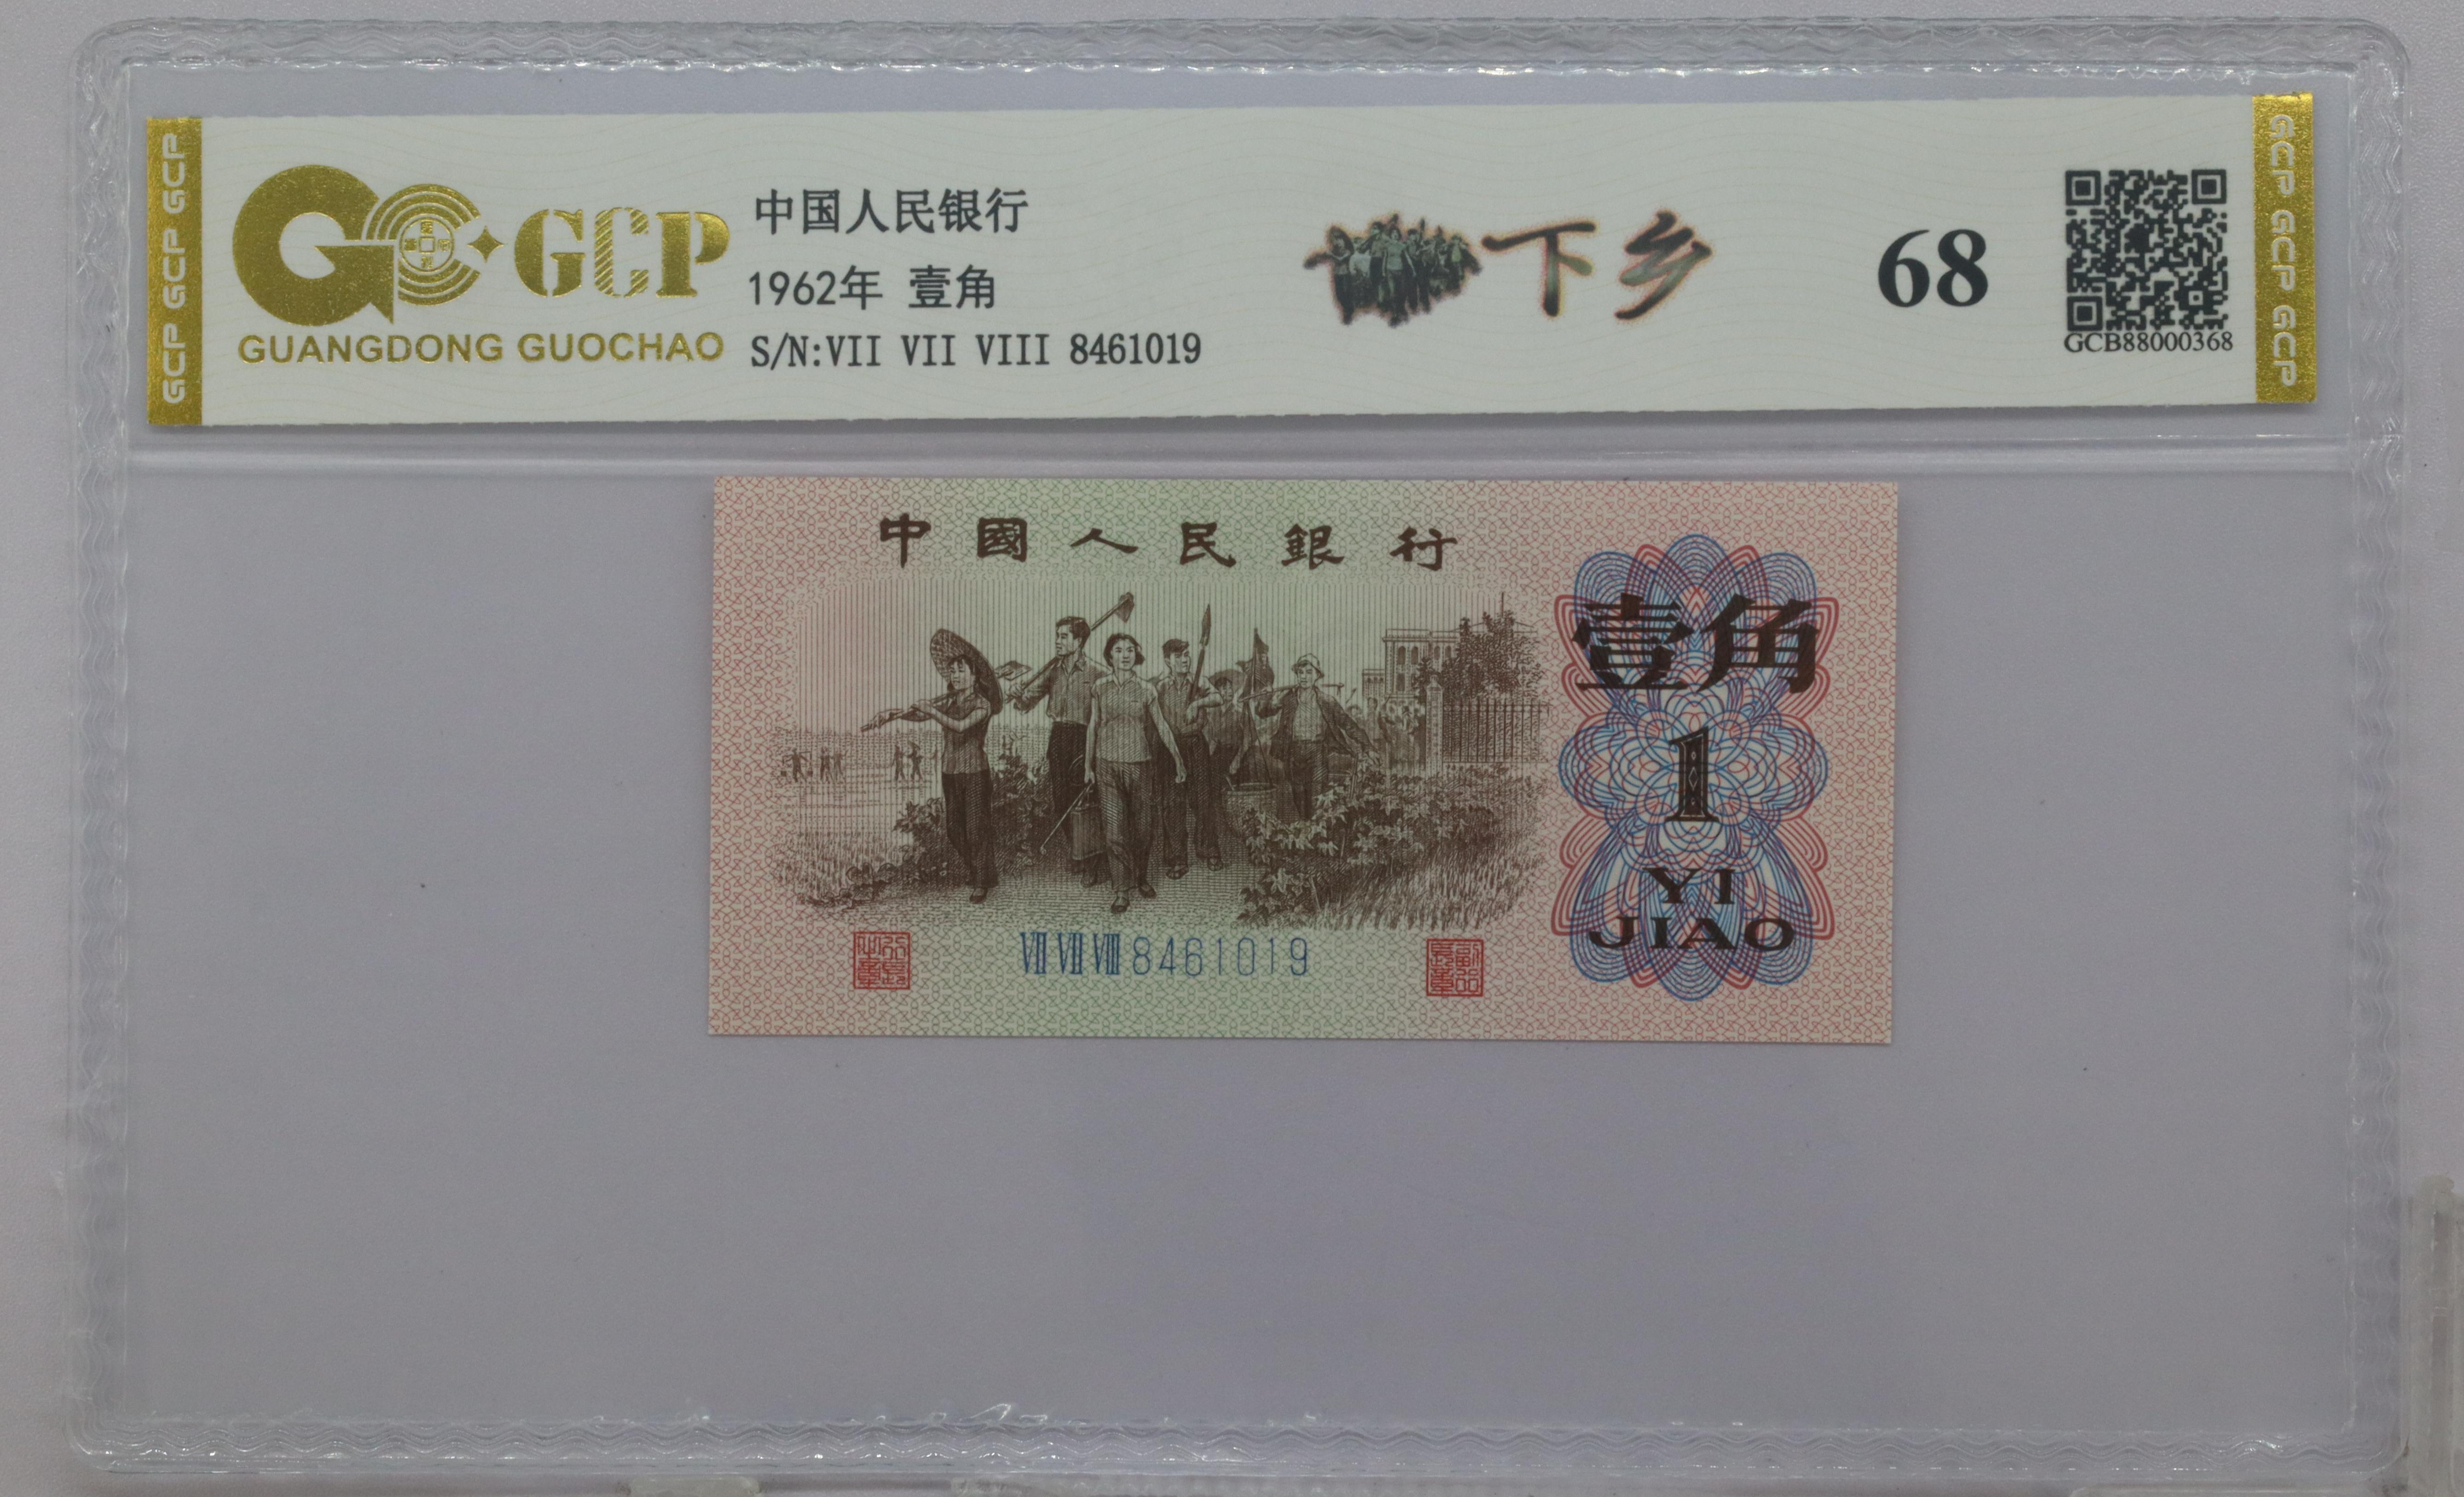 GCP GCP GCP
GCP
GUANGDONG GUOCHAO
中国人民银行
1962年 壹角
S/N:VII VII VIII 8461019
下乡
68
GCB88000368
GCP GCP GCP
中國人民銀行
壹角
1
YI
JIAO
VII VII VIII 8461019